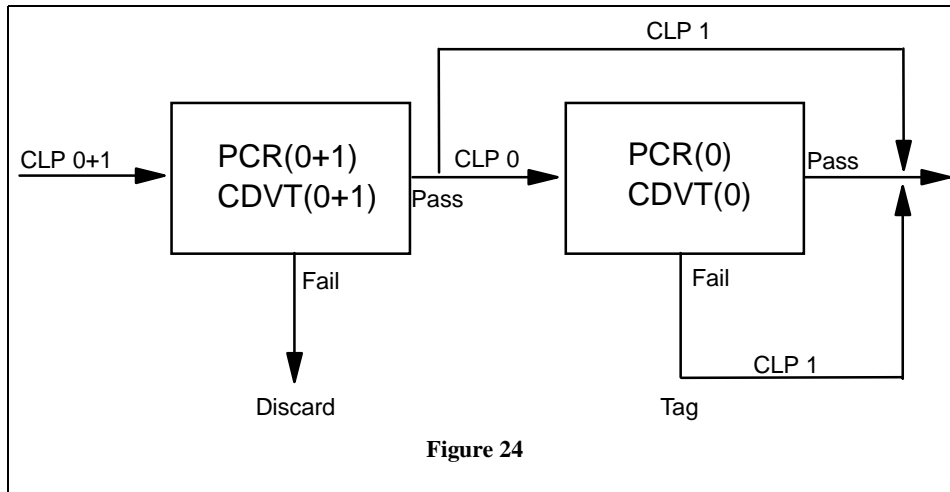 CLP 1
CLP 0+1
PCR(0+1)
CDVT(0+1)
Pass
CLP 0
PCR(0)
CDVT(0)
Pass
Fail
Fail
CLP 1
Discard
Tag
Figure 24